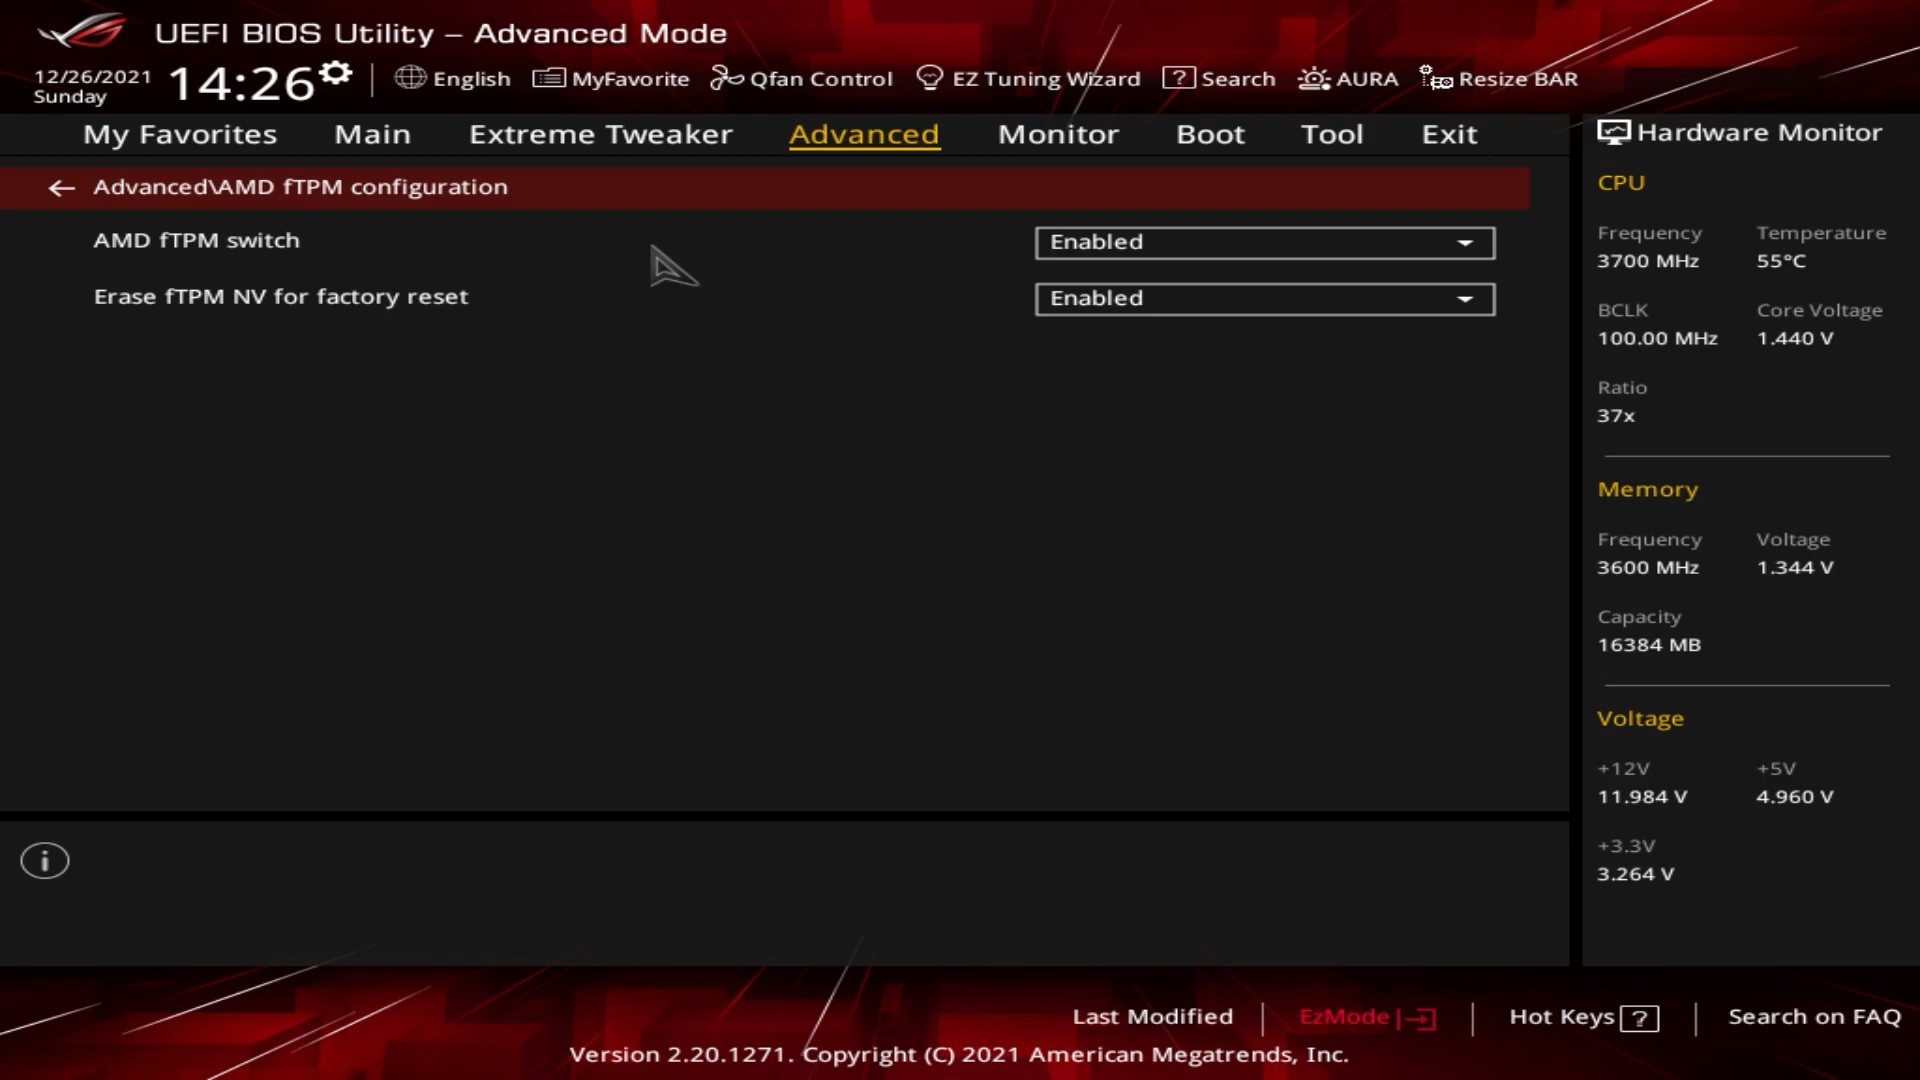 UEFI BIOS Utility – Advanced Mode
12/26/2021
Sunday
14:26
English
MyFavorite
Qfan Control
EZ Tuning Wizard
? Search
AURA
Resize BAR
My Favorites
Main
Extreme Tweaker
Advanced
Monitor
Boot
Tool
Exit
Hardware Monitor
Advanced\AMD fTPM configuration
AMD fTPM switch
Enabled
Erase fTPM NV for factory reset
Enabled
CPU
Frequency
Temperature
3700 MHz
55°C
BCLK
Core Voltage
100.00 MHz
1.440 V
Ratio
37x
Memory
Frequency
Voltage
3600 MHz
1.344 V
Capacity
16384 MB
Voltage
+12V
+5V
11.984 V
4.960 V
+3.3V
3.264 V
i
Last Modified
EzMode
Hot Keys ?
Search on FAQ
Version 2.20.1271. Copyright (C) 2021 American Megatrends, Inc.